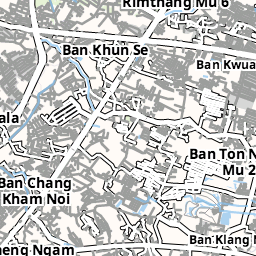 Rimthang Mu 6
Ban Khun Se
Ban Kwua
ala
Ban Ton N
Mu 2
Ban Chang
Kham Noi
Ban Klang M
eng Ngam